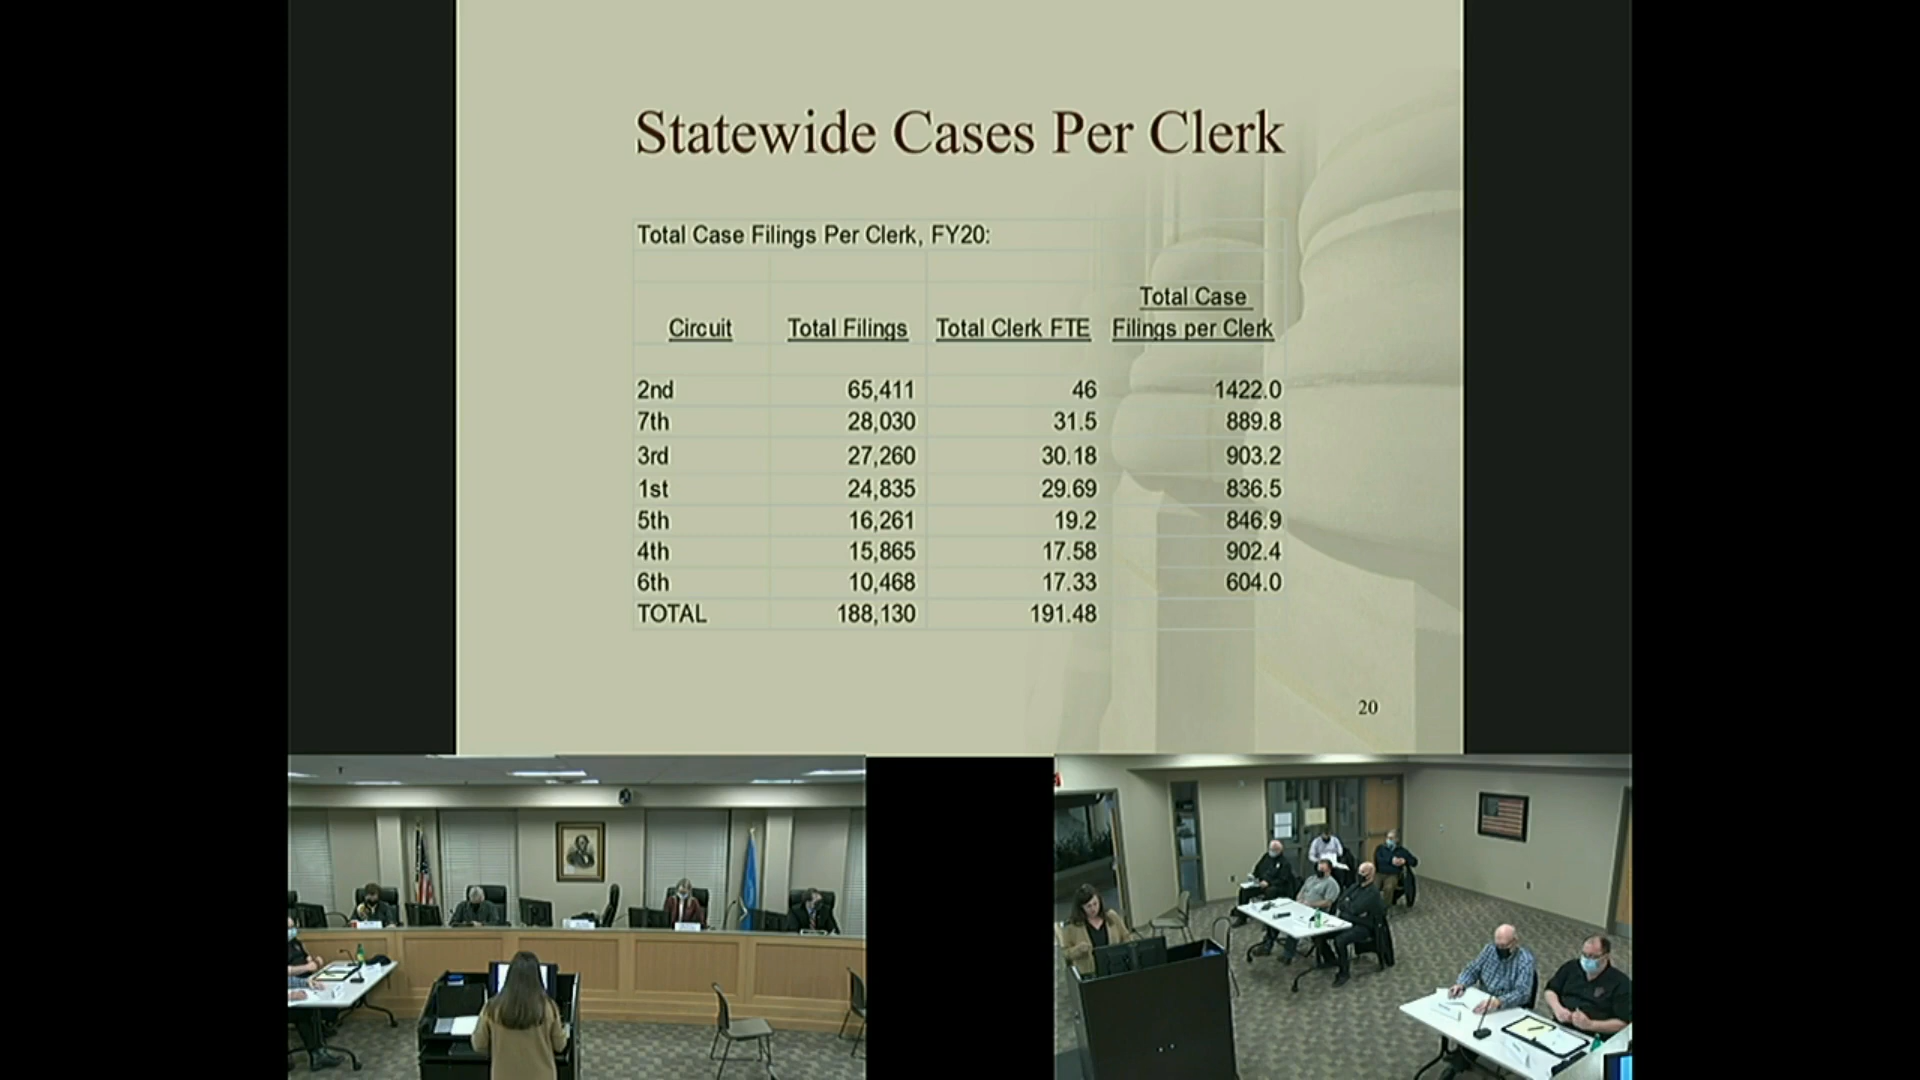 Statewide Cases Per Clerk
Total Case Filings Per Clerk, FY20:
Circuit Total Filings Total Clerk FTE Total Case Filings per Clerk
2nd 65,411 46 1422.0
7th 28,030 31.5 889.8
3rd 27,260 30.18 903.2
1st 24,835 29.69 836.5
5th 16,261 19.2 846.9
4th 15,865 17.58 902.4
6th 10,468 17.33 604.0
TOTAL 188,130 191.48
20